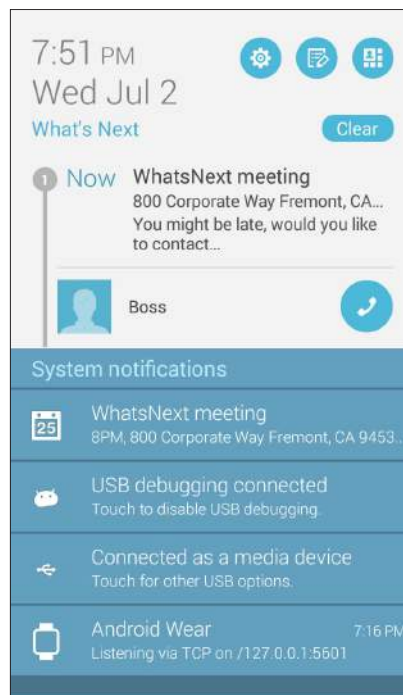 7:51 PM
Wed Jul 2
What's Next
Clear
1
Now
WhatsNext meeting
800 Corporate Way Fremont, CA...
You might be late, would you like
to contact...
Boss
System notifications
25
WhatsNext meeting
8PM, 800 Corporate Way Fremont, CA 9453...
USB debugging connected
Touch to disable USB debugging.
Connected as a media device
Touch for other USB options.
Android Wear
7:16 PM
Listening via TCP on /127.0.0.1:5601